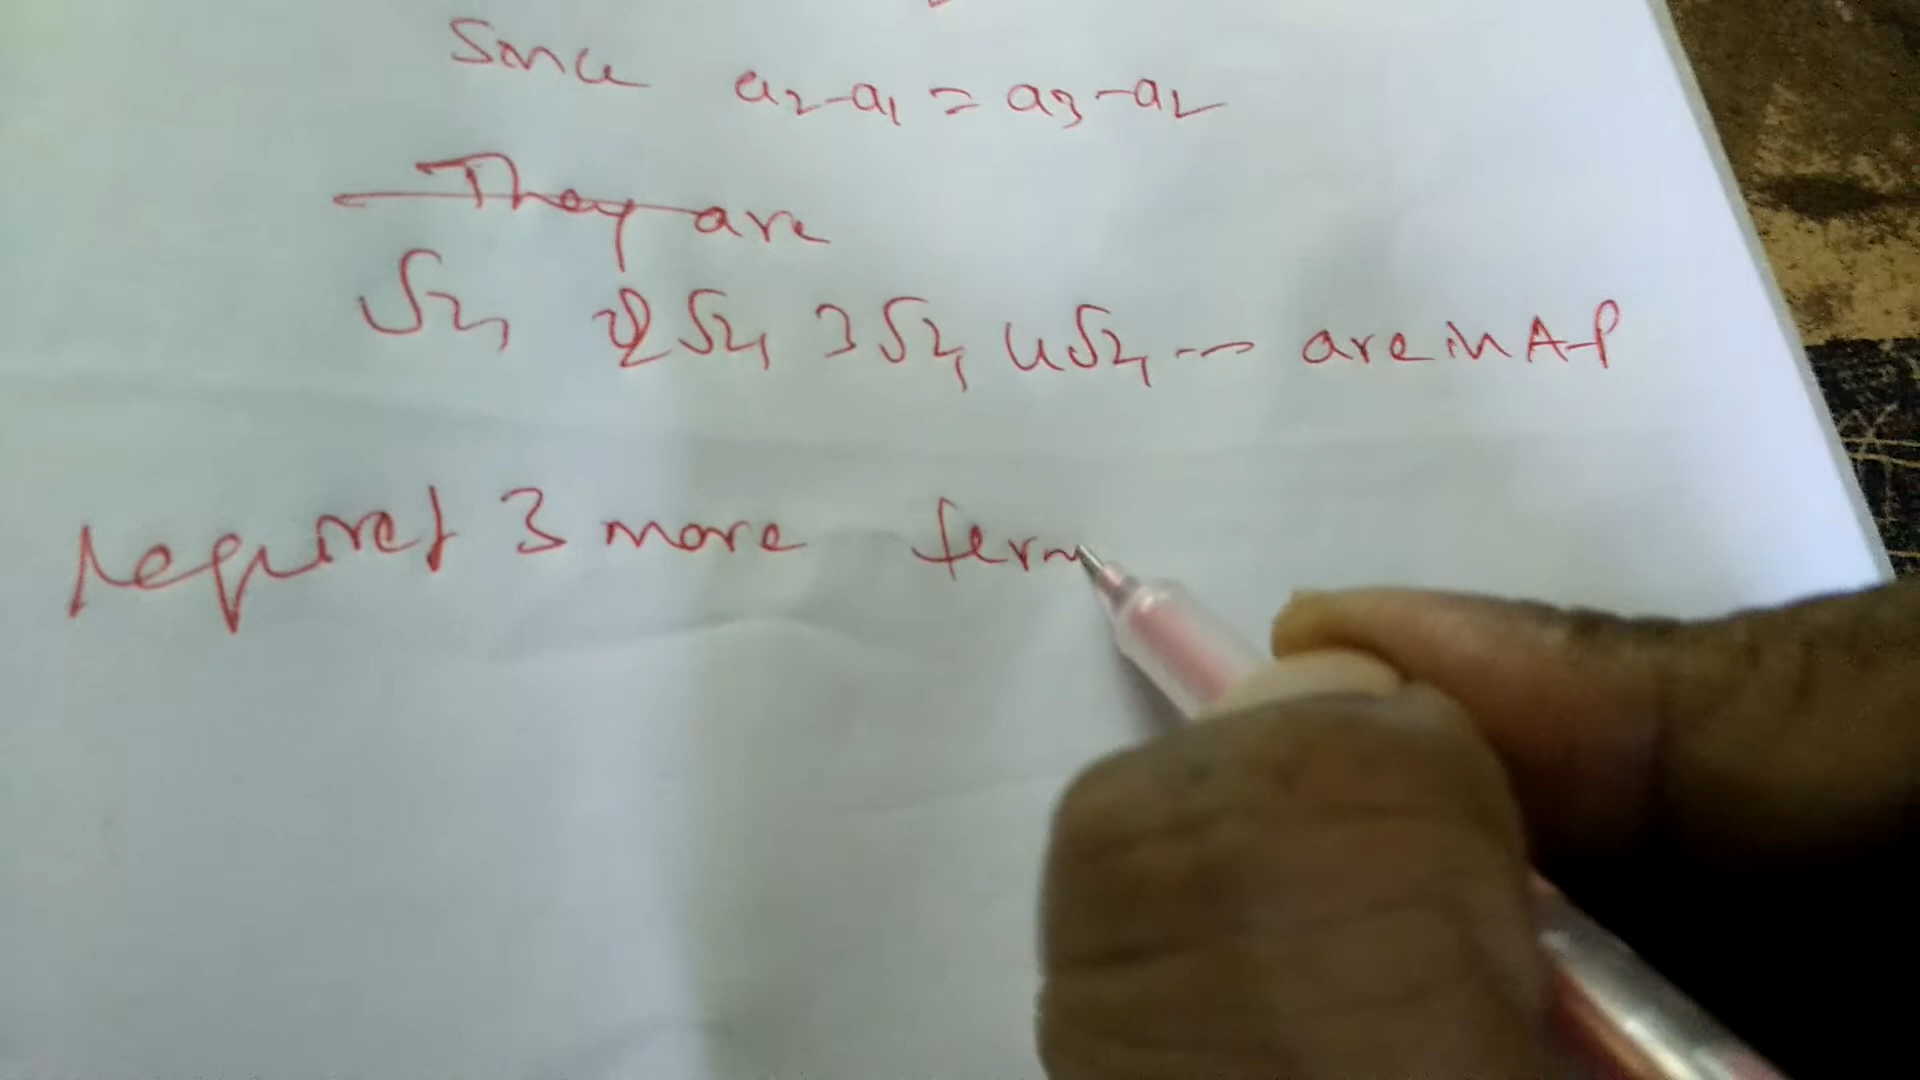 Since a2-a1 = a3-a2
They are
√2, 2√2, 3√2, 4√2, --- are in A-P
required 3 more term